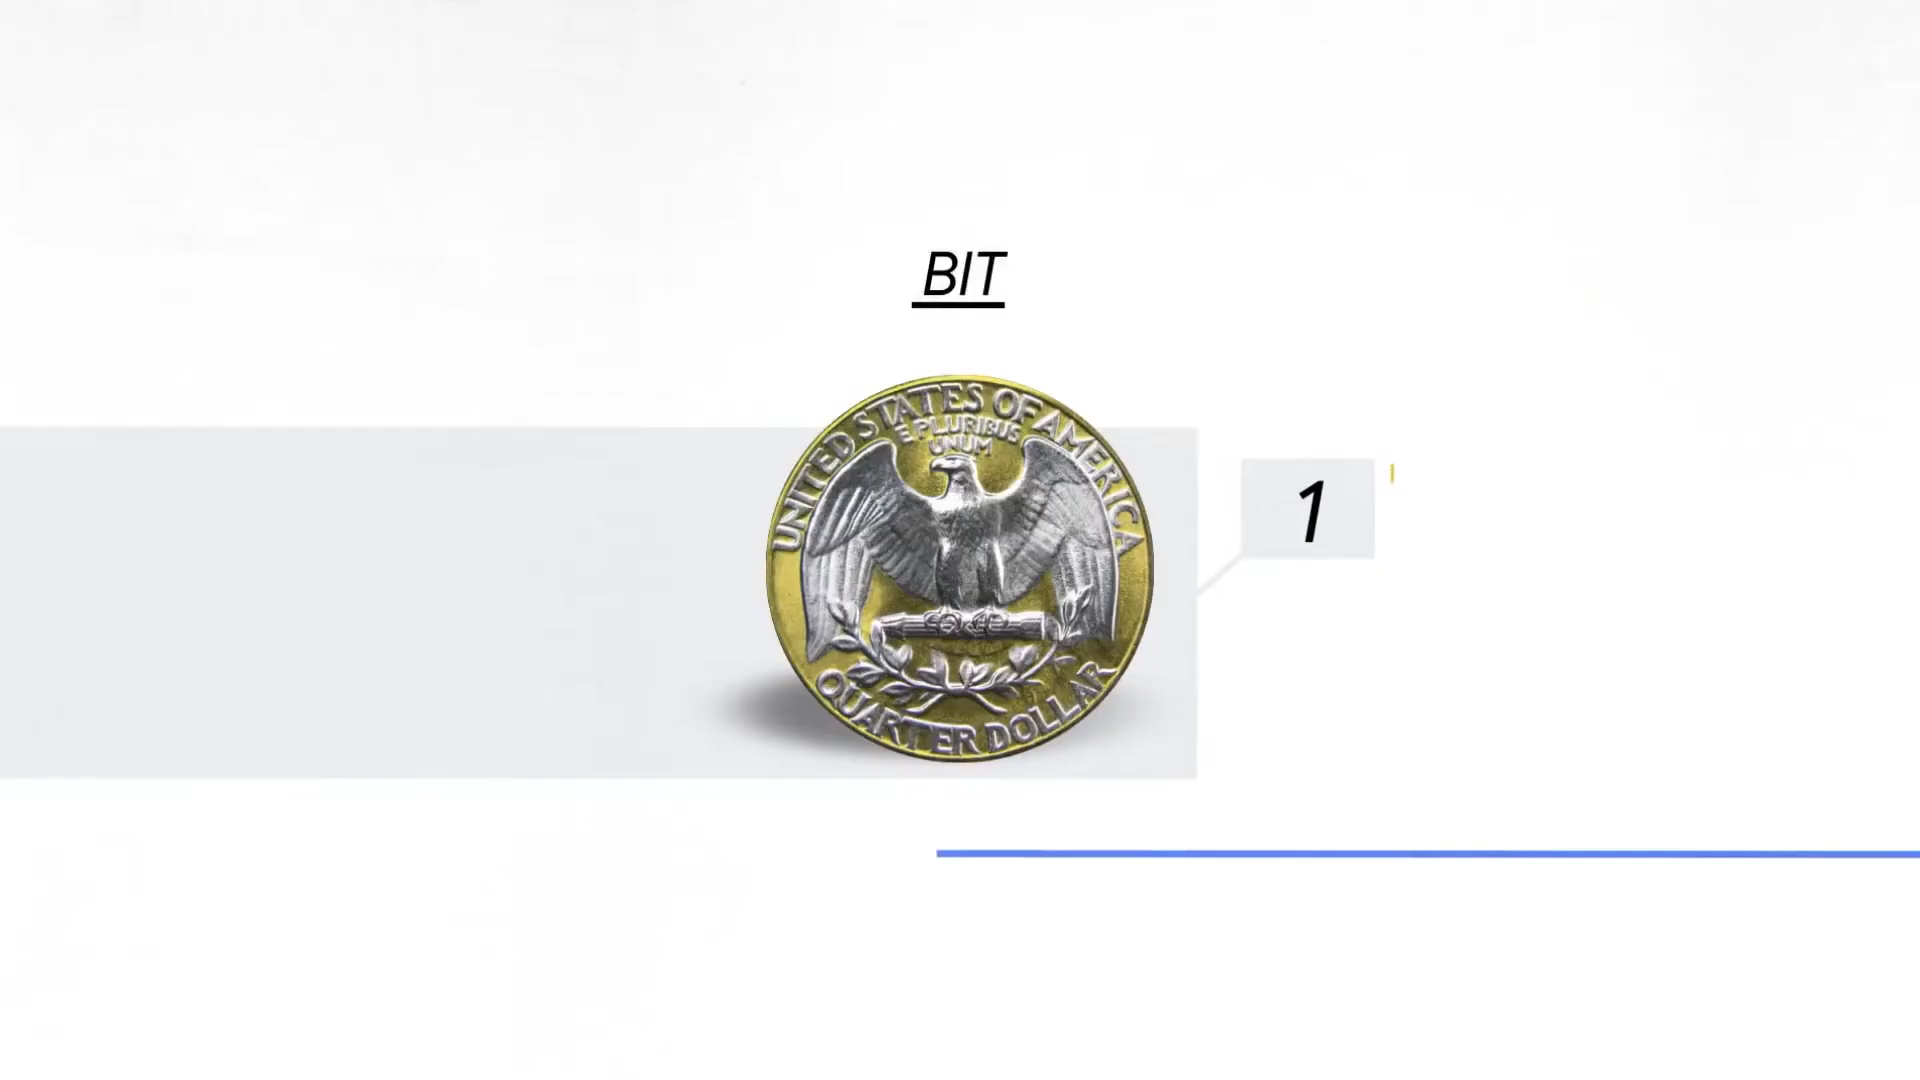 BIT
UNITED STATES OF AMERICA
E PLURIBUS
UNUM
1
QUARTER DOLLAR